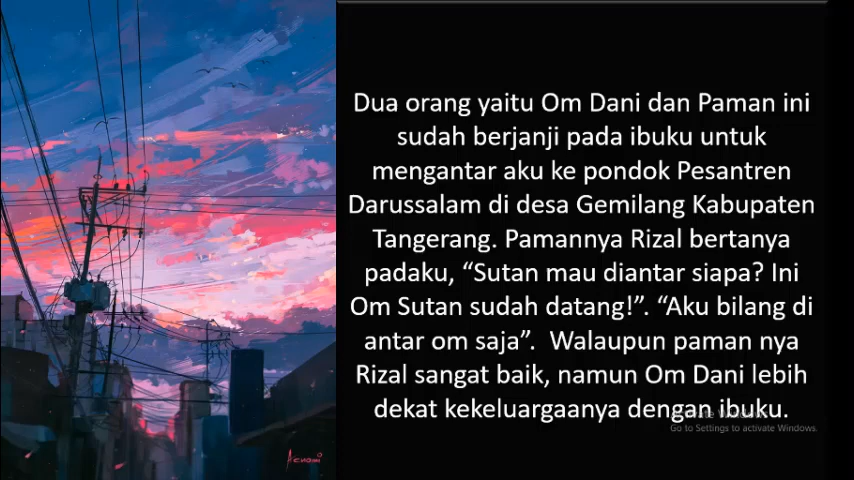 Dua orang yaitu Om Dani dan Paman ini
sudah berjanji pada ibuku untuk
mengantar aku ke pondok Pesantren
Darussalam di desa Gemilang Kabupaten
Tangerang. Pamannya Rizal bertanya
padaku, “Sutan mau diantar siapa? Ini
Om Sutan sudah datang!”. “Aku bilang di
antar om saja”.  Walaupun paman nya
Rizal sangat baik, namun Om Dani lebih
dekat kekeluargaanya dengan ibuku.
Go to Settings to activate Windows.